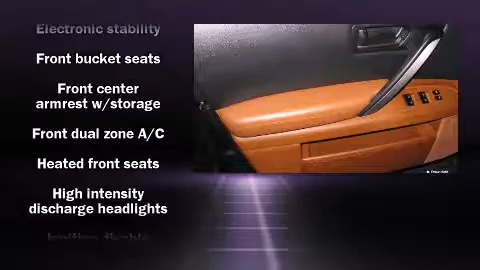 Electronic stability
Front bucket seats
Front center
armrest w/storage
Front dual zone A/C
Heated front seats
High intensity
discharge headlights